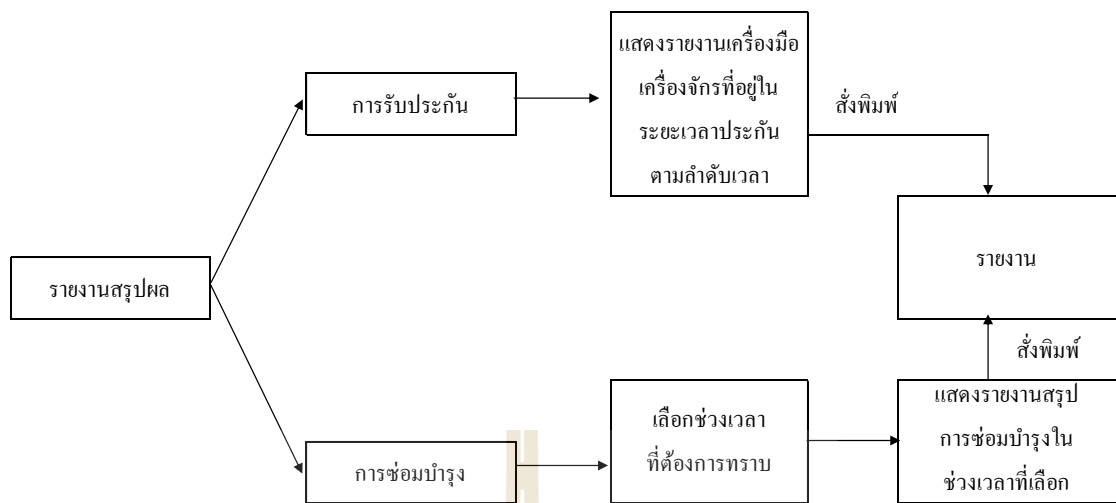 แสดงรายงานเครื่องมือ
เครื่องจักรที่อยู่ใน
ระยะเวลาประกัน
ตามลำดับเวลา
การรับประกัน
สั่งพิมพ์
รายงานสรุปผล
รายงาน
สั่งพิมพ์
การซ่อมบำรุง
เลือกช่วงเวลา
ที่ต้องการทราบ
แสดงรายงานสรุป
การซ่อมบำรุงใน
ช่วงเวลาที่เลือก